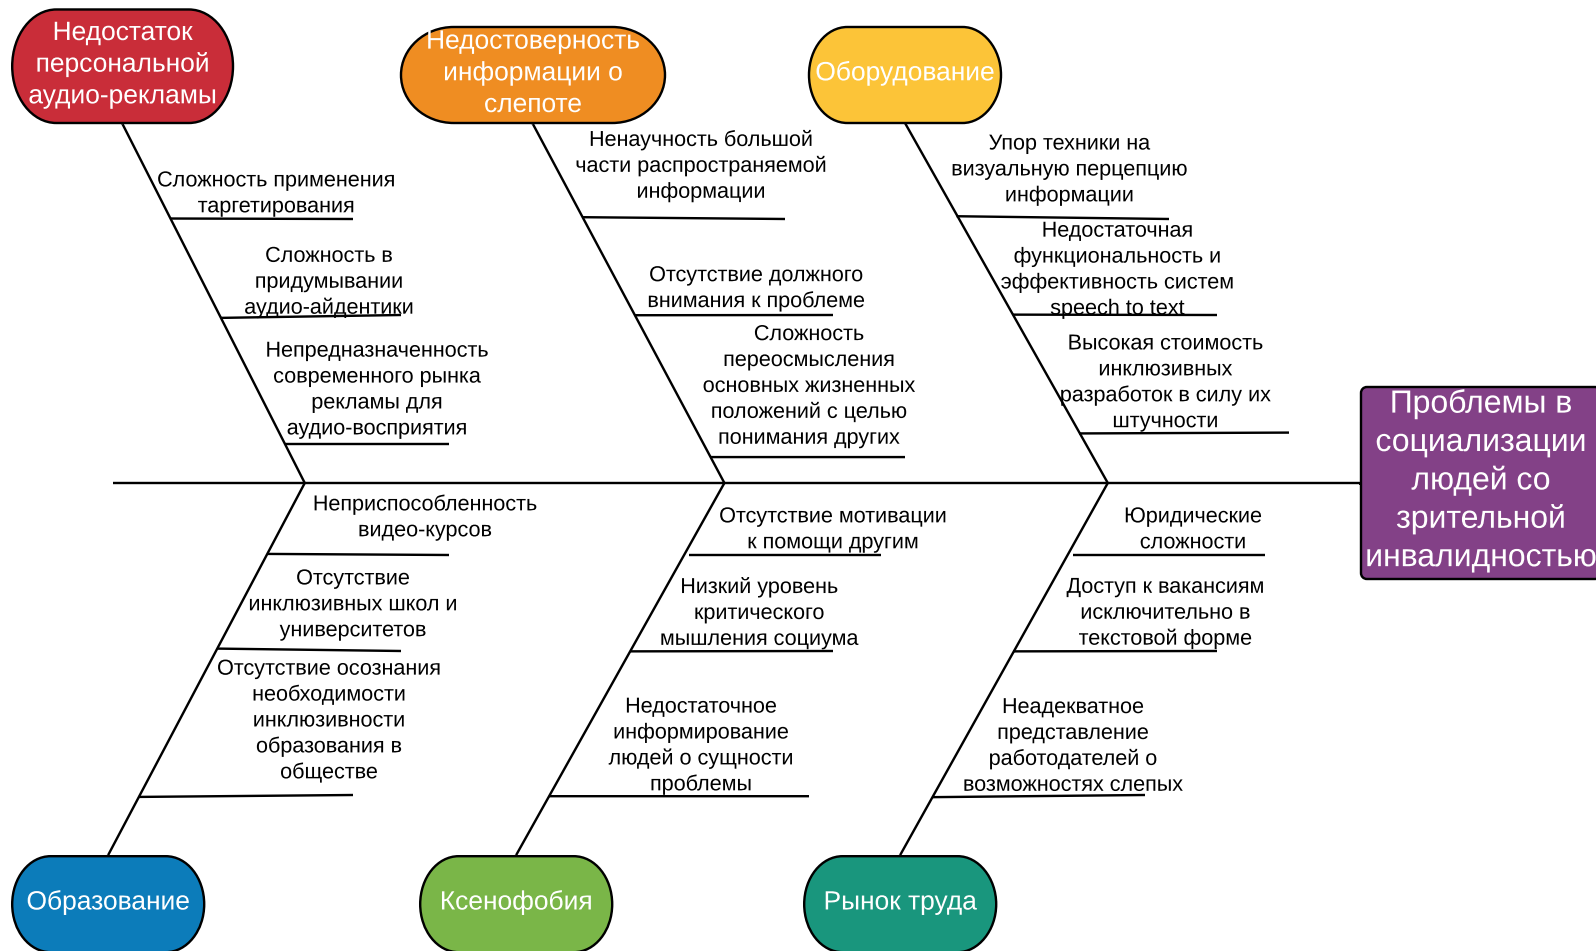 Недостаток
персональной
аудио-рекламы
Недостоверность
информации о
слепоте
Оборудование
Сложность применения
таргетирования
Сложность в
придумывании
аудио-айдентики
Непредназначенность
современного рынка
рекламы для
аудио-восприятия
Ненаучность большой
части распространяемой
информации
Отсутствие должного
внимания к проблеме
Сложность
переосмысления
основных жизненных
положений с целью
понимания других
Упор техники на
визуальную перцепцию
информации
Недостаточная
функциональность и
эффективность систем
speech to text
Высокая стоимость
инклюзивных
разработок в силу их
штучности
Проблемы в
социализации
людей со
зрительной
инвалидностью
Неприспособленность
видео-курсов
Отсутствие
инклюзивных школ и
университетов
Отсутствие осознания
необходимости
инклюзивности
образования в
обществе
Отсутствие мотивации
к помощи другим
Низкий уровень
критического
мышления социума
Недостаточное
информирование
людей о сущности
проблемы
Юридические
сложности
Доступ к вакансиям
исключительно в
текстовой форме
Неадекватное
представление
работодателей о
возможностях слепых
Образование
Ксенофобия
Рынок труда